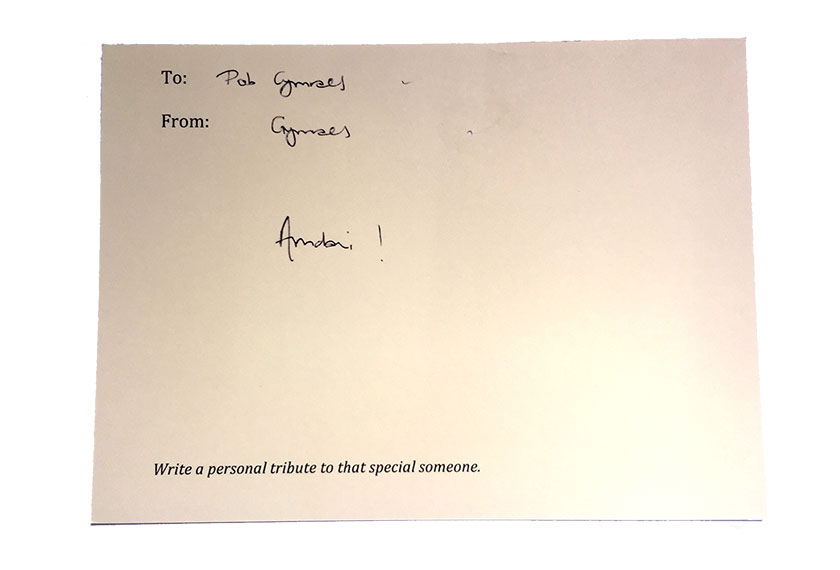 To: Pob Cymraes
From: Cymraes
Amdani !
Write a personal tribute to that special someone.